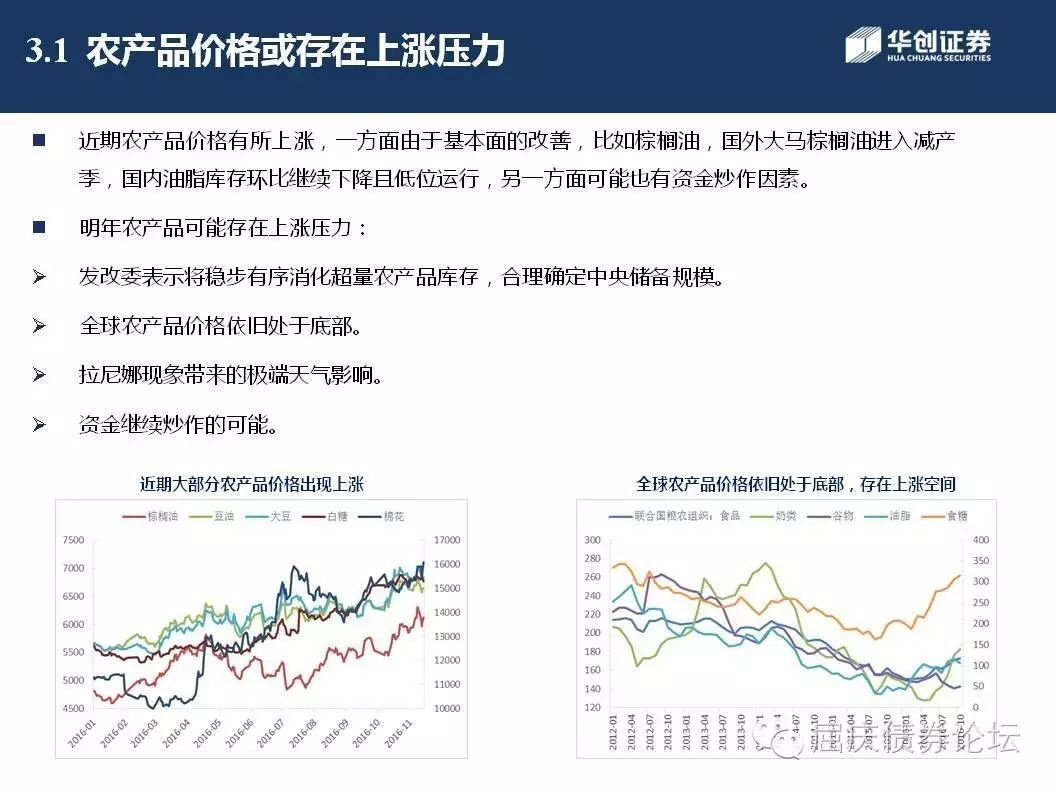 3.1 农产品价格或存在上涨压力
华创证券
HUA CHUANG SECURITIES
■ 近期农产品价格有所上涨，一方面由于基本面的改善，比如棕榈油，国外大马棕榈油进入减产
季，国内油脂库存环比继续下降且低位运行，另一方面可能也有资金炒作因素。
■ 明年农产品可能存在上涨压力：
➢ 发改委表示将稳步有序消化超量农产品库存，合理确定中央储备规模。
➢ 全球农产品价格依旧处于底部。
➢ 拉尼娜现象带来的极端天气影响。
➢ 资金继续炒作的可能。
近期大部分农产品价格出现上涨
棕榈油 豆油 大豆 白糖 棉花
7500
7000
6500
6000
5500
5000
4500
17000
16000
15000
14000
13000
12000
11000
10000
2016-01 2016-02 2016-03 2016-04 2016-05 2016-06 2016-07 2016-08 2016-09 2016-10 2016-11
全球农产品价格依旧处于底部，存在上涨空间
联合国粮农组织：食品 奶类 谷物 油脂 食糖
300
280
260
240
220
200
180
160
140
120
400
350
300
250
200
150
100
50
0
2012-01 2012-04 2012-07 2012-10 2013-01 2013-04 2013-07 2013-10 4-07 2014-10 2015-01 2015-04 2015-07
屈庆债券论坛